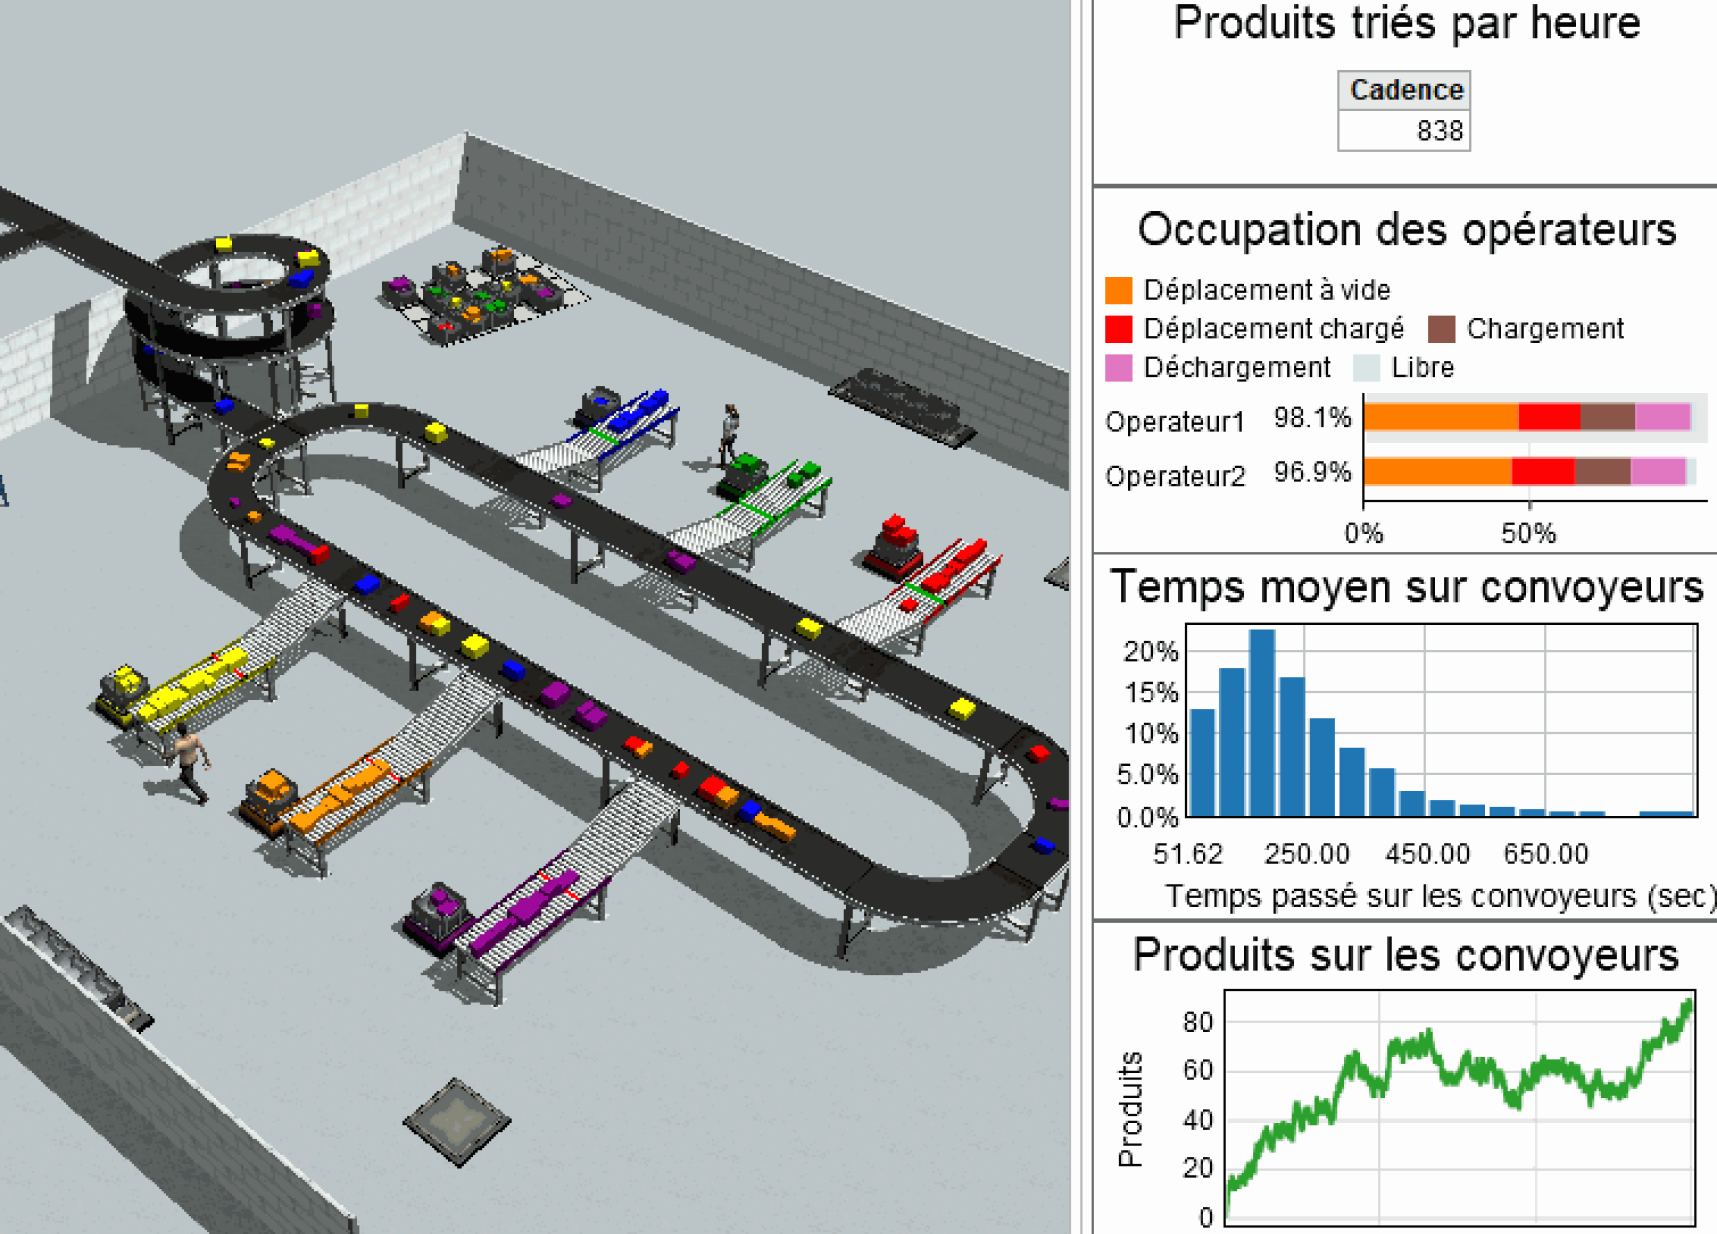 Produits triés par heure
Cadence
838
Occupation des opérateurs
Déplacement à vide
Déplacement chargé Chargement
Déchargement Libre
Operateur1 98.1%
Operateur2 96.9%
0% 50%
Temps moyen sur convoyeurs
20%
15%
10%
5.0%
0.0%
51.62 250.00 450.00 650.00
Temps passé sur les convoyeurs (sec)
Produits sur les convoyeurs
Produits
80
60
40
20
0